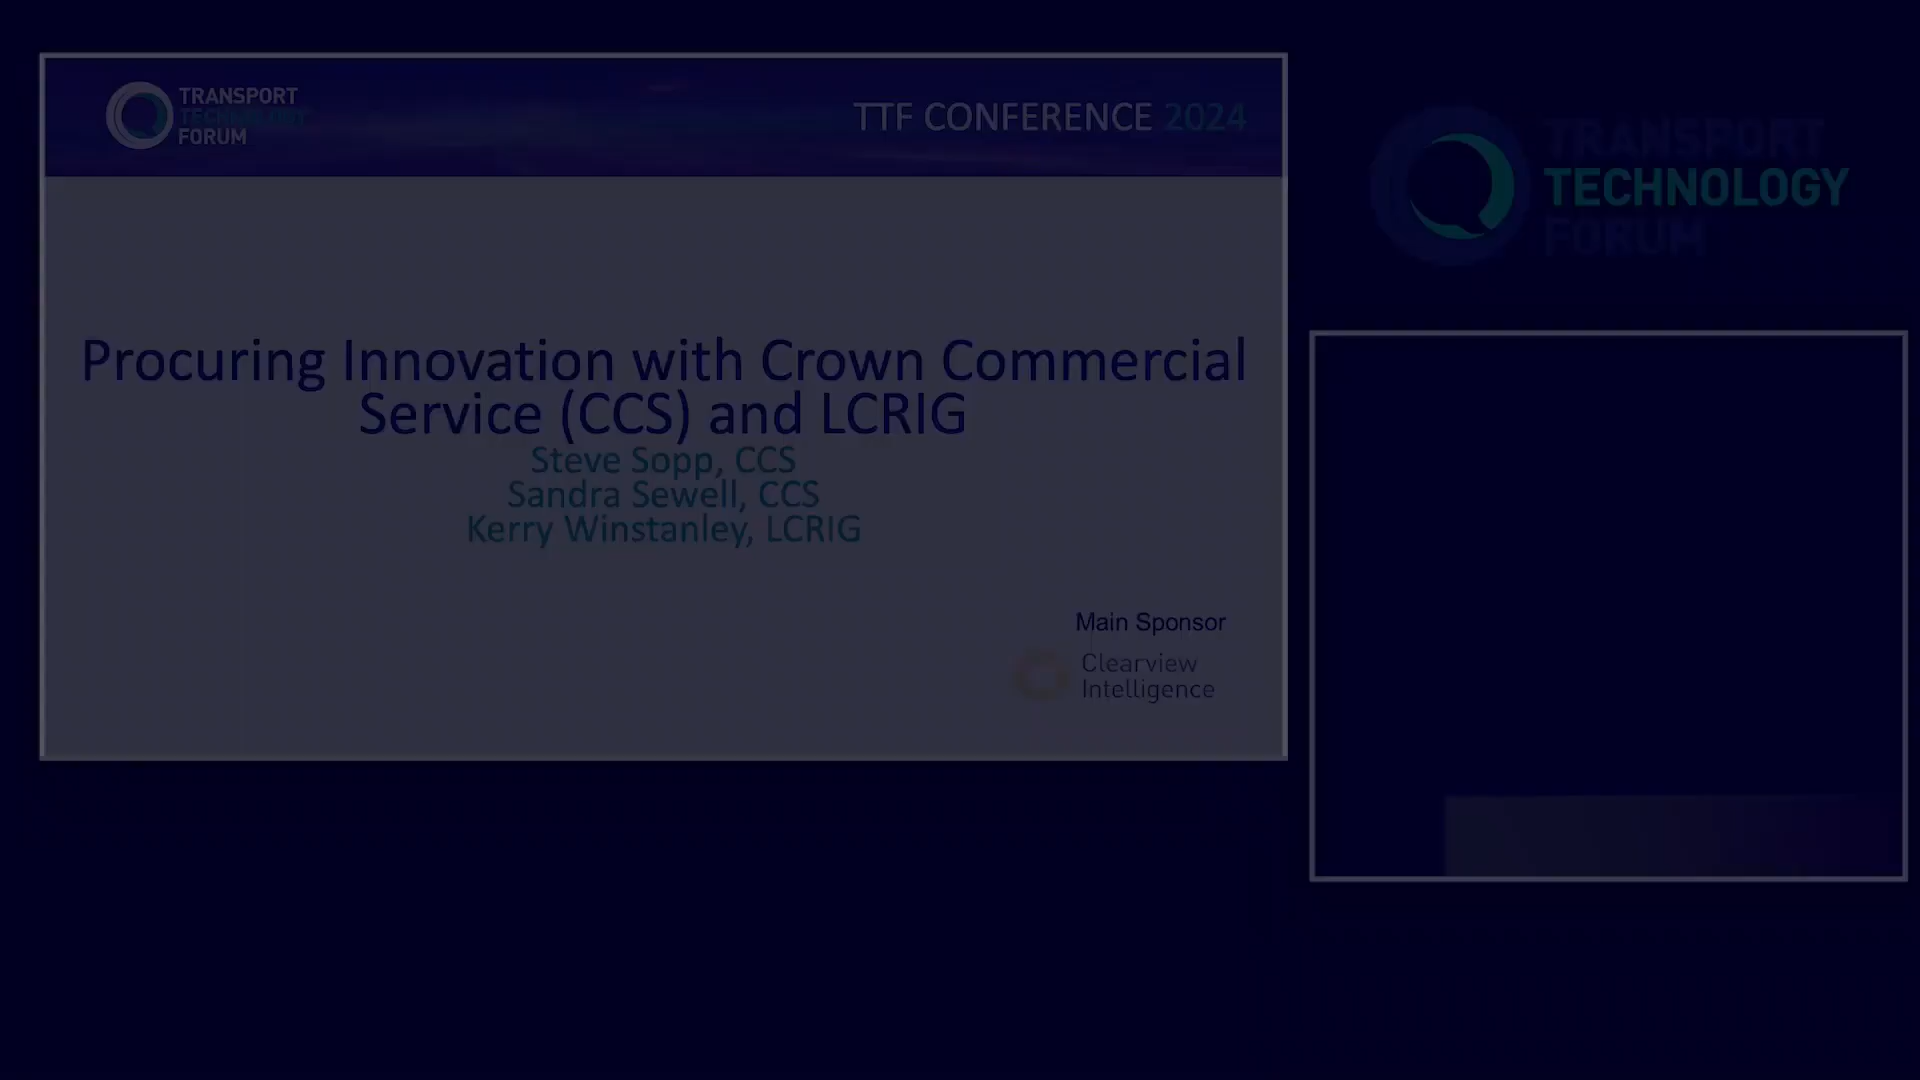 TRANSPORT
TECHNOLOGY
FORUM
TTF CONFERENCE 2024
Procuring Innovation with Crown Commercial
Service (CCS) and LCRIG
Steve Sopp, CCS
Sandra Sewell, CCS
Kerry Winstanley, LCRIG
Main Sponsor
Clearview
Intelligence
TRANSPORT
TECHNOLOGY
FORUM